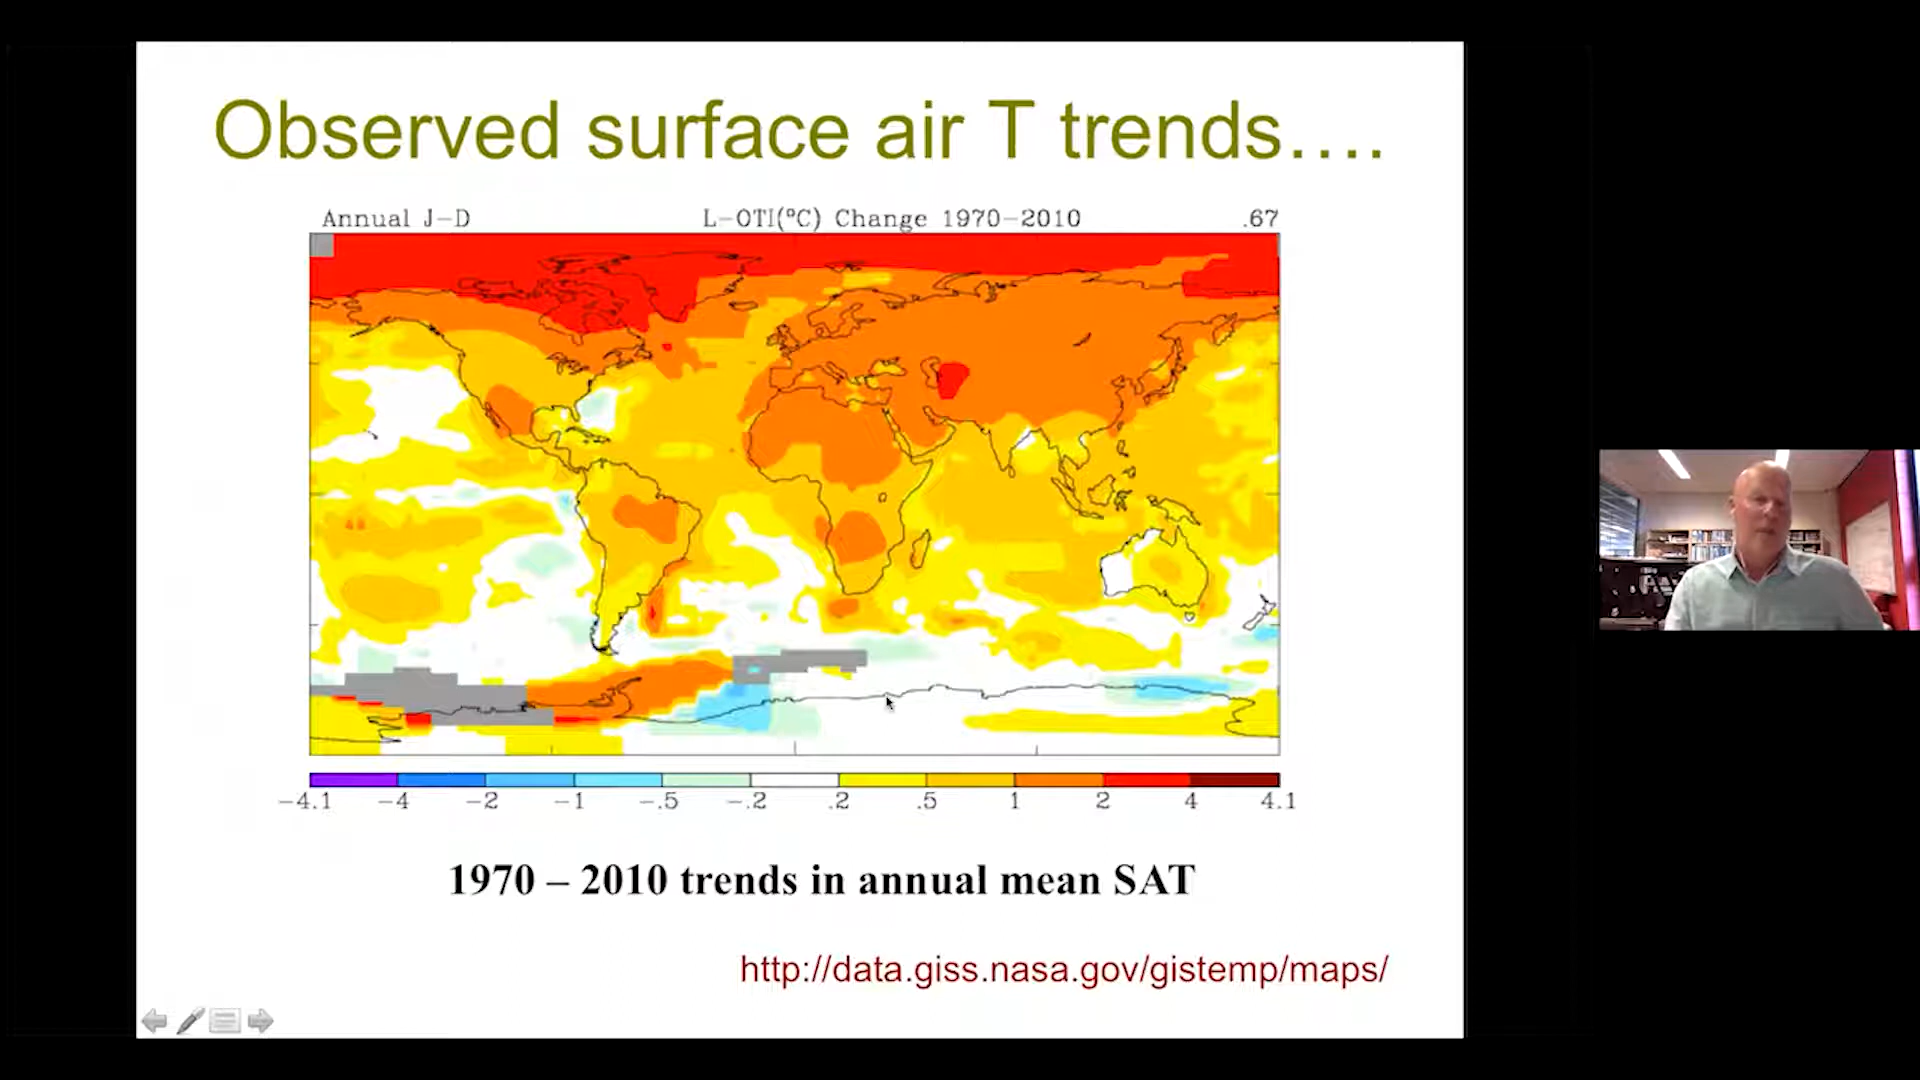 Observed surface air T trends....
Annual J-D L-OTI(°C) Change 1970-2010 .67
-4.1 -4 -2 -1 -.5 -.2 .2 .5 1 2 4 4.1
1970 – 2010 trends in annual mean SAT
http://data.giss.nasa.gov/gistemp/maps/